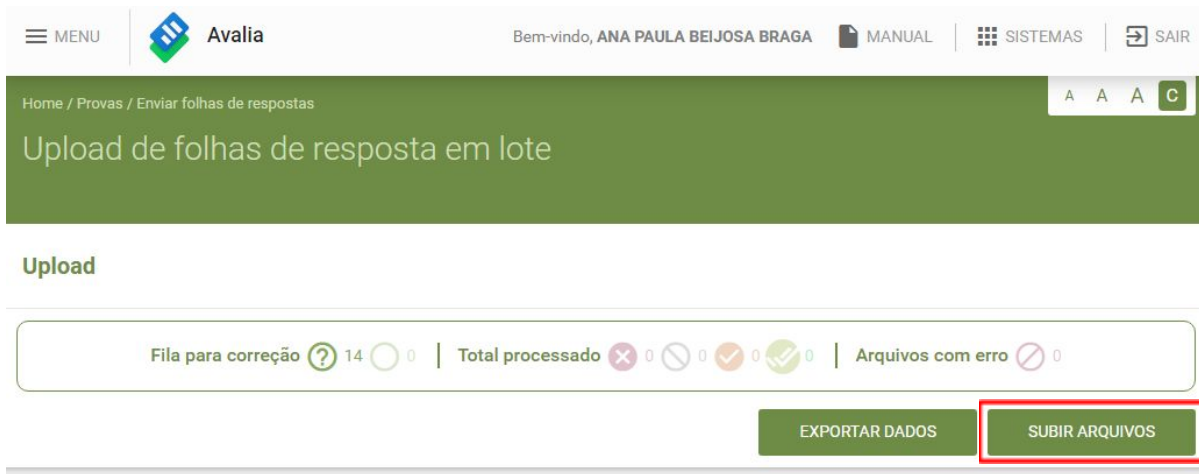 MENU
Avalia
Bem-vindo, ANA PAULA BEIJOSA BRAGA
MANUAL
SISTEMAS
SAIR
Home / Provas / Enviar folhas de respostas
A A A C
Upload de folhas de resposta em lote
Upload
Fila para correção ? 14 0 Total processado 0 0 0 0 Arquivos com erro 0
EXPORTAR DADOS
SUBIR ARQUIVOS